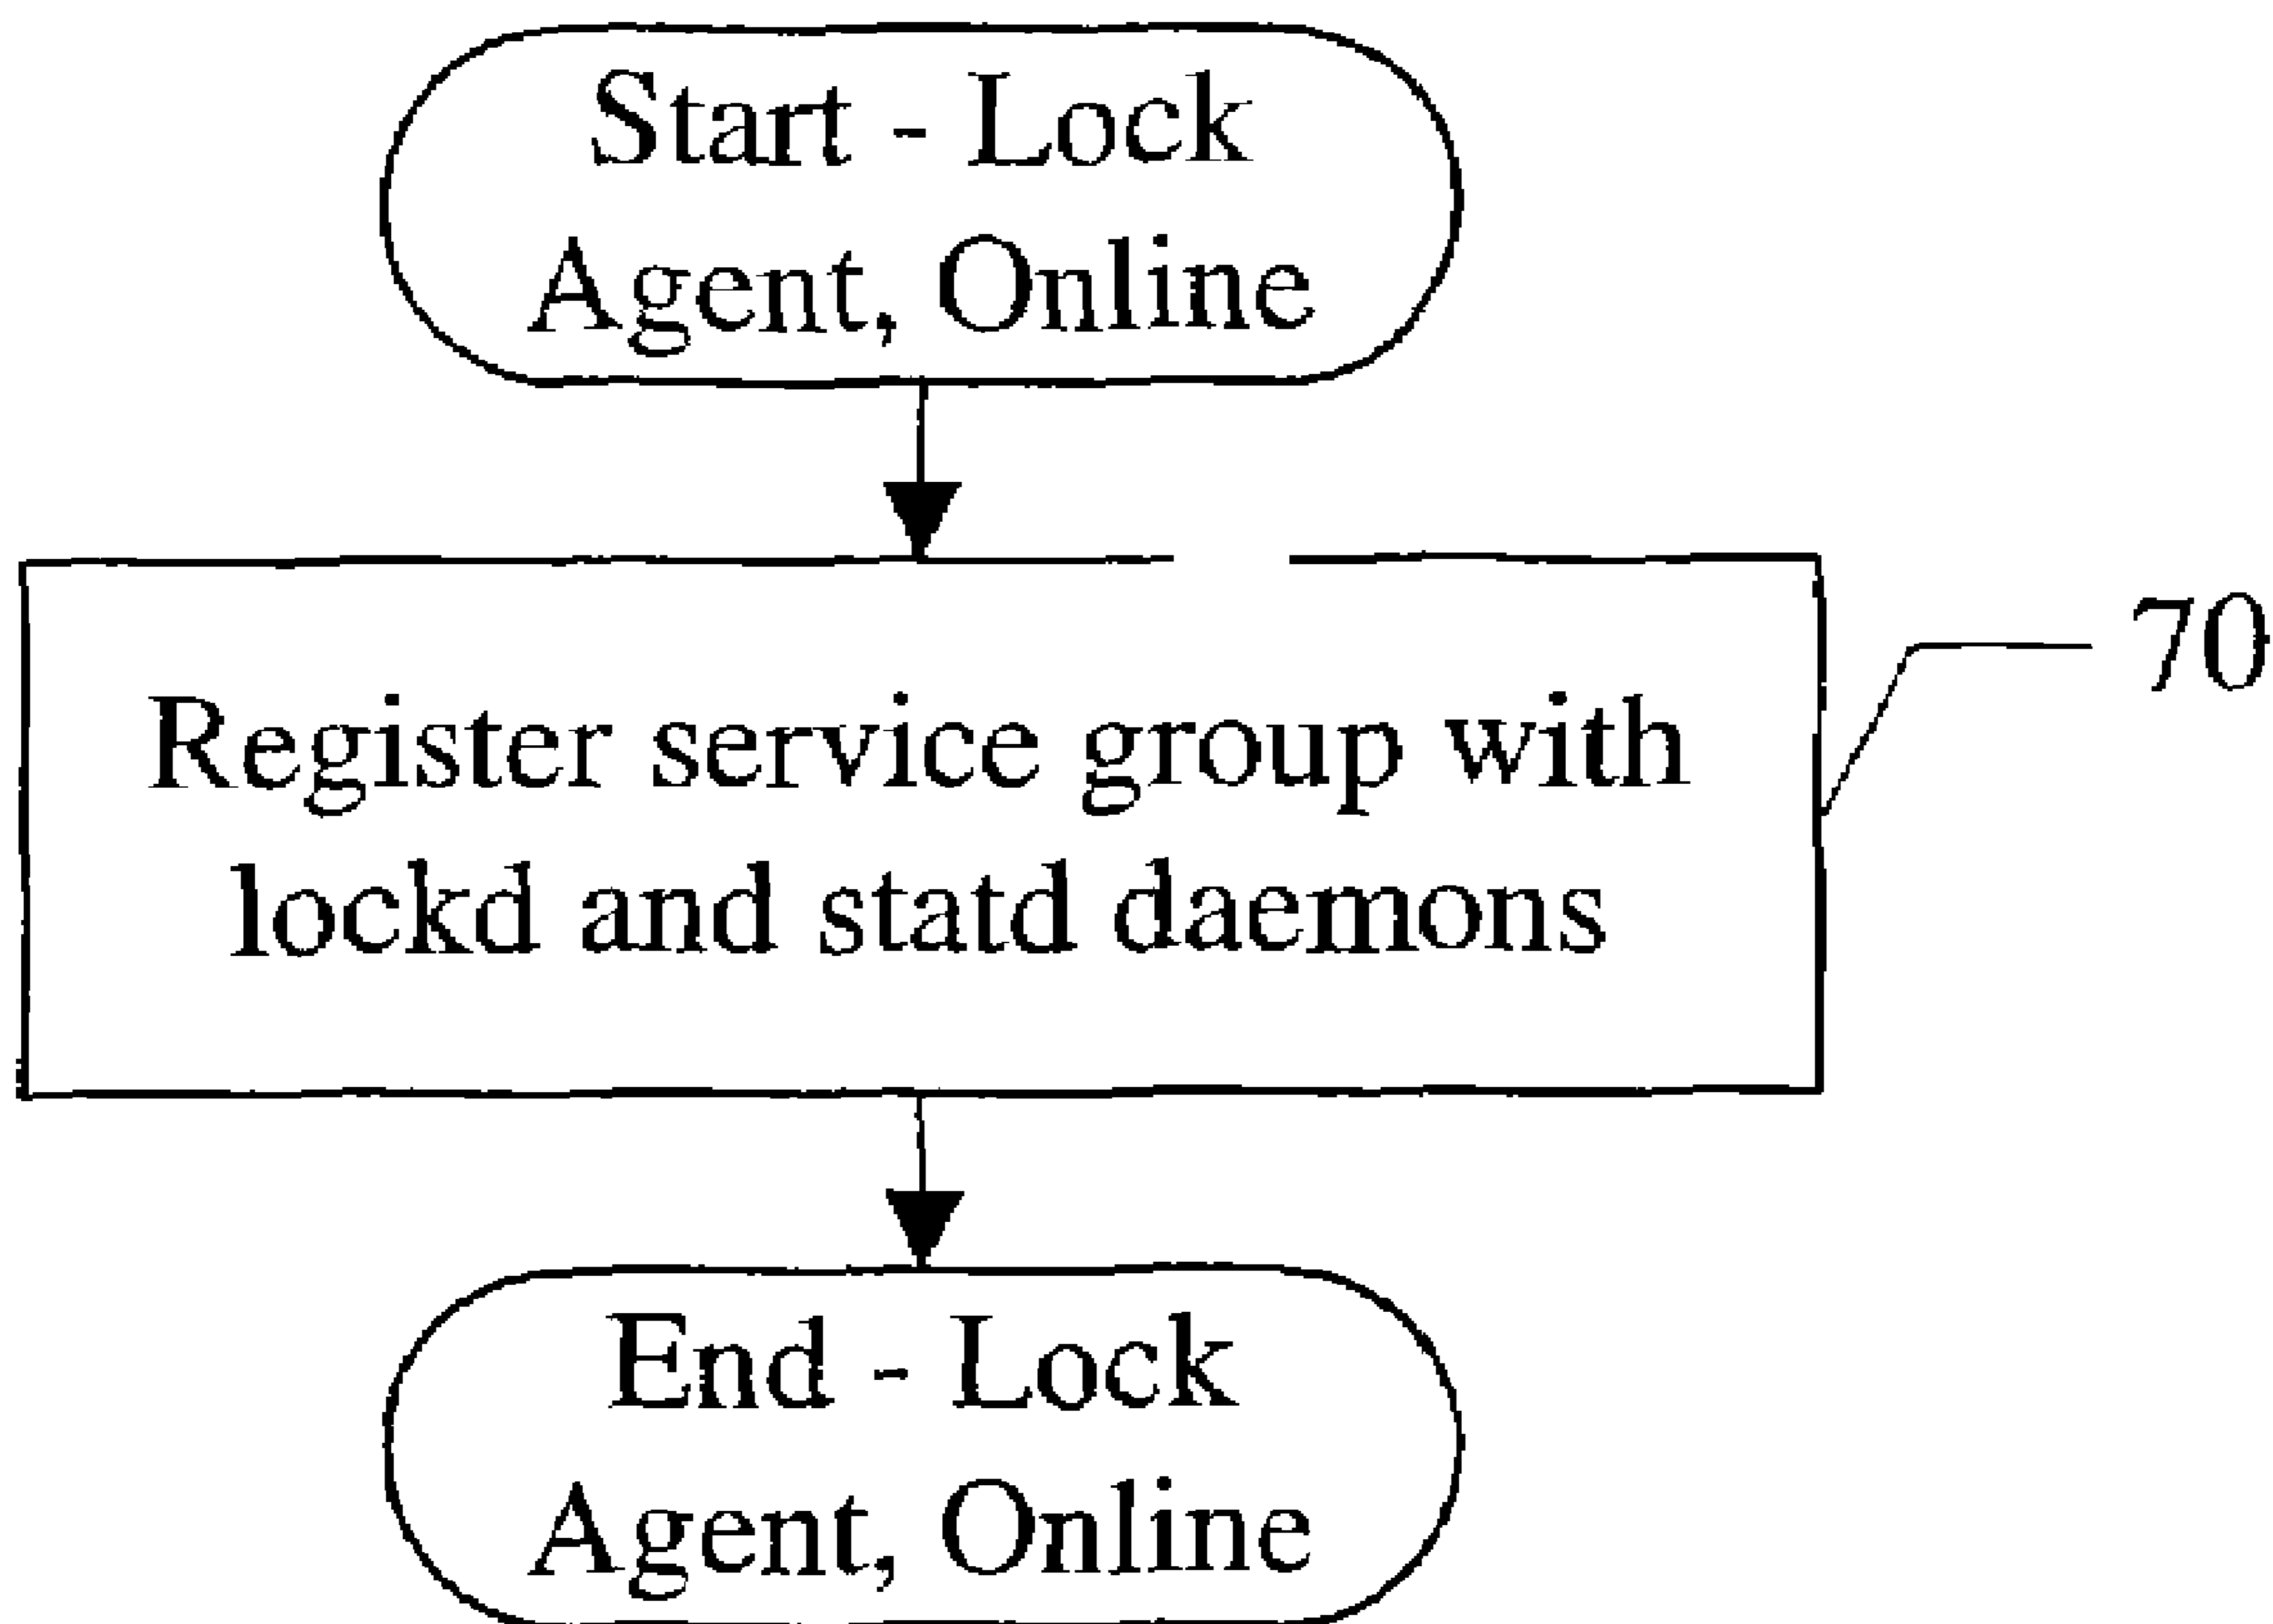 Start - Lock
Agent, Online
70
Register service group with
lockd and statd daemons
End - Lock
Agent, Online